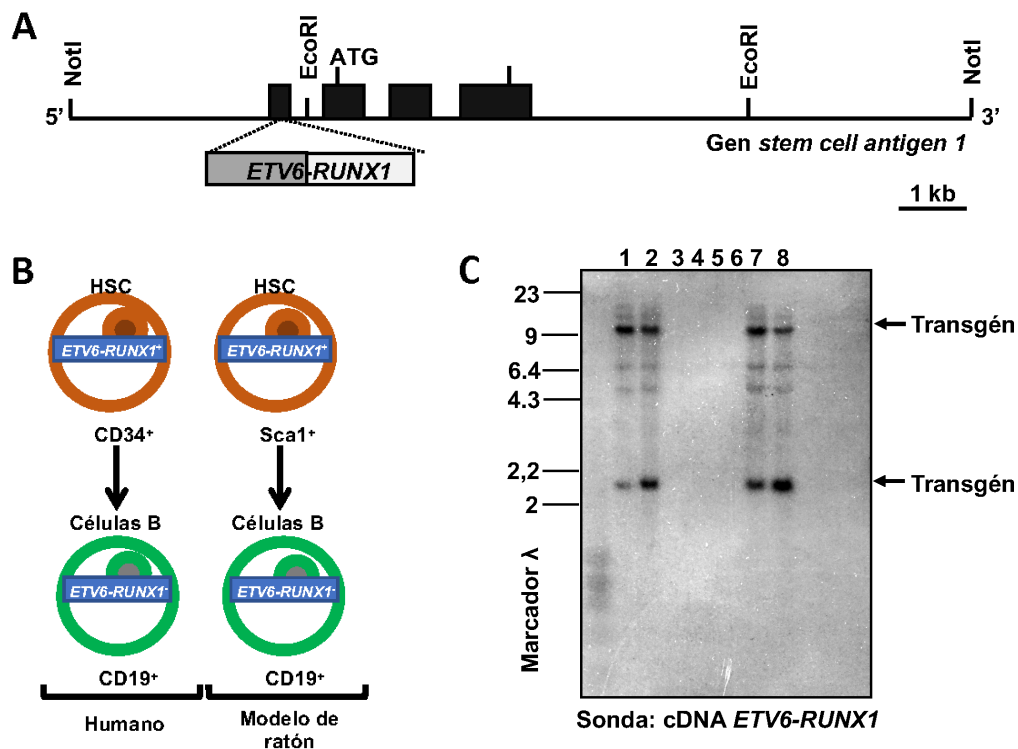 A
NotI
EcoRI
ATG
EcoRI
NotI
5’
3’
Gen stem cell antigen 1
ETV6-RUNX1
1 kb
B
HSC
HSC
ETV6-RUNX1⁺
ETV6-RUNX1⁺
CD34⁺
Sca1⁺
Células B
Células B
ETV6-RUNX1⁻
ETV6-RUNX1⁻
CD19⁺
CD19⁺
Humano
Modelo de
ratón
C
1 2 3 4 5 6 7 8
23
9
6.4
4.3
2,2
2
Transgén
Transgén
Marcador λ
Sonda: cDNA ETV6-RUNX1